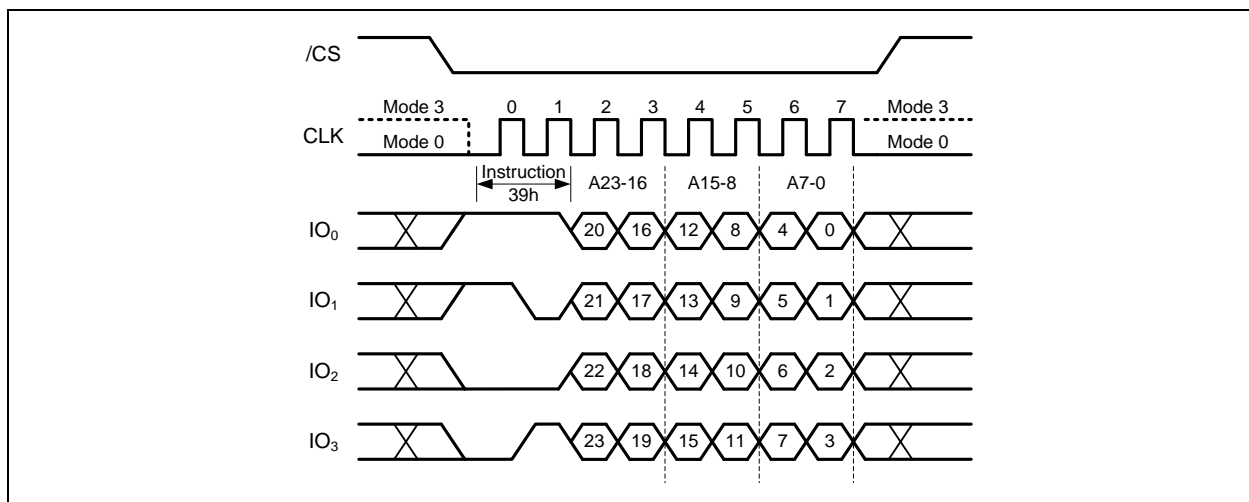 /CS
Mode 3 0 1 2 3 4 5 6 7 Mode 3
CLK
Mode 0 Mode 0
Instruction
39h
A23-16 A15-8 A7-0
IO₀ 20 16 12 8 4 0
IO₁ 21 17 13 9 5 1
IO₂ 22 18 14 10 6 2
IO₃ 23 19 15 11 7 3